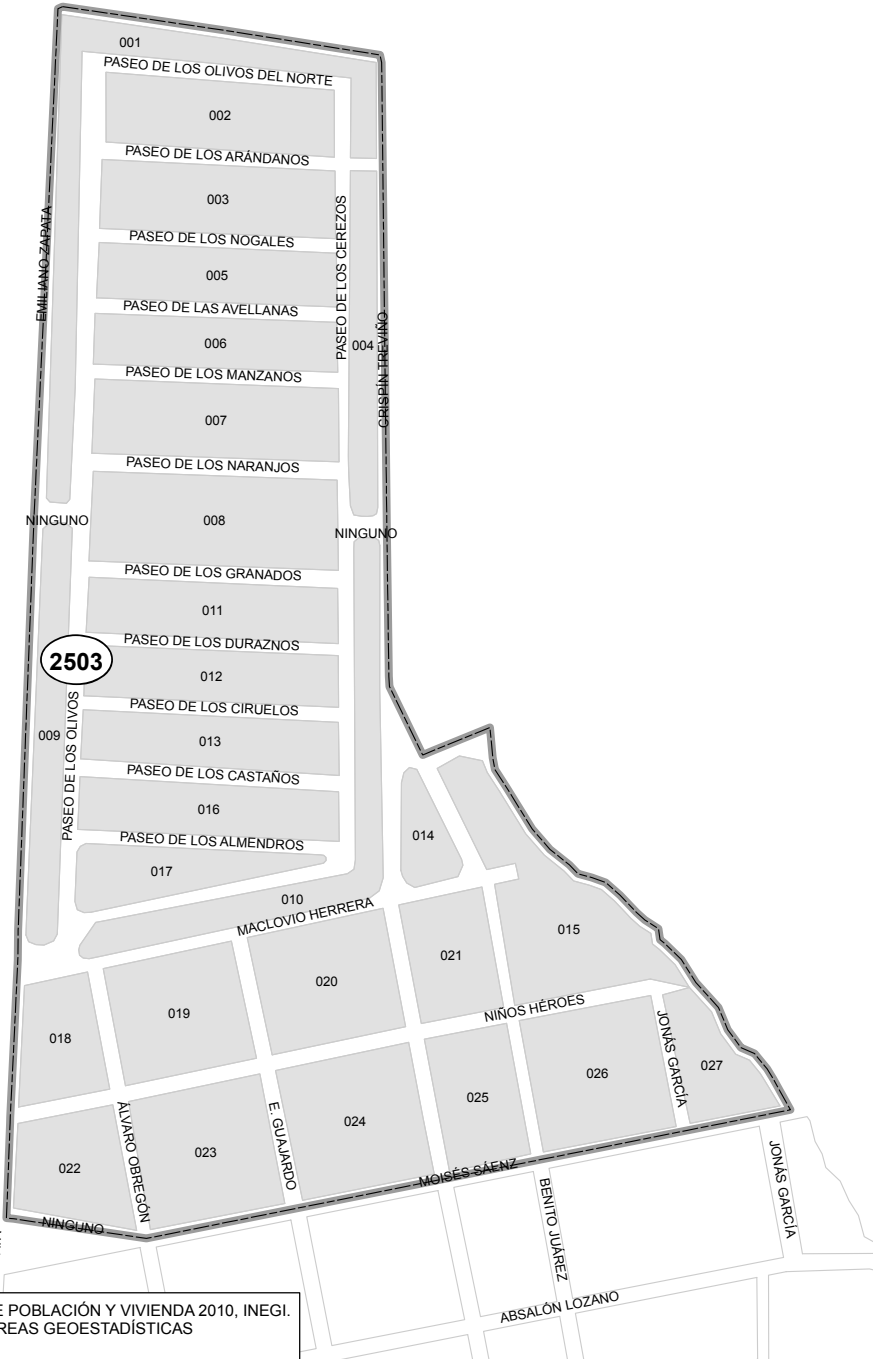 001
PASEO DE LOS OLIVOS DEL NORTE
002
PASEO DE LOS ARÁNDANOS
003
EMILIANO ZAPATA
PASEO DE LOS CEREZOS
PASEO DE LOS NOGALES
005
PASEO DE LAS AVELLANAS
006
004
CRISPÍN TREVIÑO
PASEO DE LOS MANZANOS
007
PASEO DE LOS NARANJOS
NINGUNO
008
NINGUNO
PASEO DE LOS GRANADOS
011
PASEO DE LOS DURAZNOS
2503
012
PASEO DE LOS CIRUELOS
009
PASEO DE LOS OLIVOS
013
PASEO DE LOS CASTAÑOS
016
PASEO DE LOS ALMENDROS
014
017
010
MACLOVIO HERRERA
015
021
020
019
018
NIÑOS HÉROES
JONÁS GARCÍA
027
026
025
024
E. GUAJARDO
ÁLVARO OBREGÓN
023
022
MOISÉS SÁENZ
NINGUNO
BENITO JUÁREZ
JONÁS GARCÍA
ABSALÓN LOZANO
E POBLACIÓN Y VIVIENDA 2010, INEGI.
REAS GEOESTADÍSTICAS